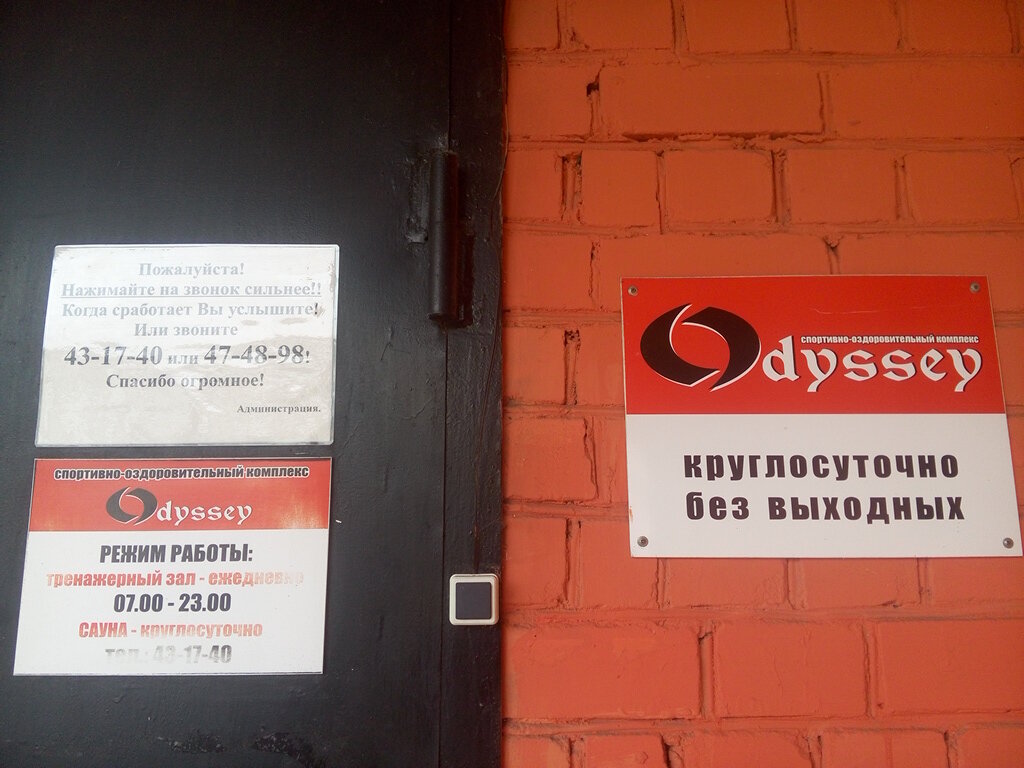 Пожалуйста!
Нажимайте на звонок сильнее!!
Когда сработает Вы услышите!
Или звоните
43-17-40 или 47-48-98!
Спасибо огромное!
Администрация.
спортивно-оздоровительный комплекс
Odyssey
РЕЖИМ РАБОТЫ:
тренажерный зал - ежедневно
07.00 - 23.00
САУНА - круглосуточно
тел.: 43-17-40
спортивно-оздоровительный комплекс
Odyssey
круглосуточно
без выходных